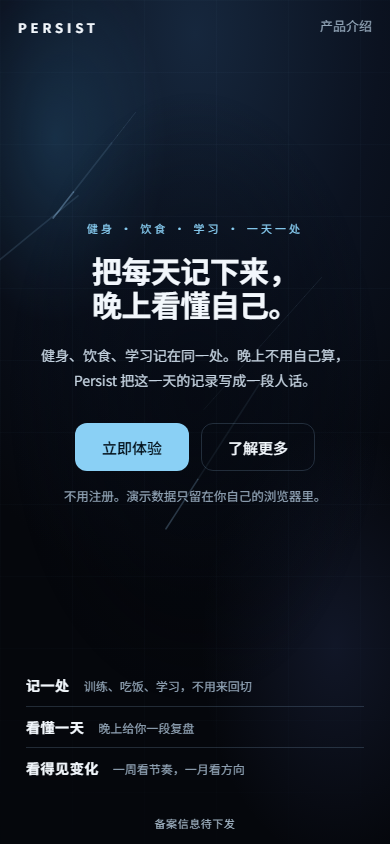 PERSIST
产品介绍
健身 · 饮食 · 学习 · 一天一处
把每天记下来，
晚上看懂自己。
健身、饮食、学习记在同一处。晚上不用自己算，
Persist 把这一天的记录写成一段人话。
立即体验
了解更多
不用注册。演示数据只留在你自己的浏览器里。
记一处 训练、吃饭、学习，不用来回切
看懂一天 晚上给你一段复盘
看得见变化 一周看节奏，一月看方向
备案信息待下发